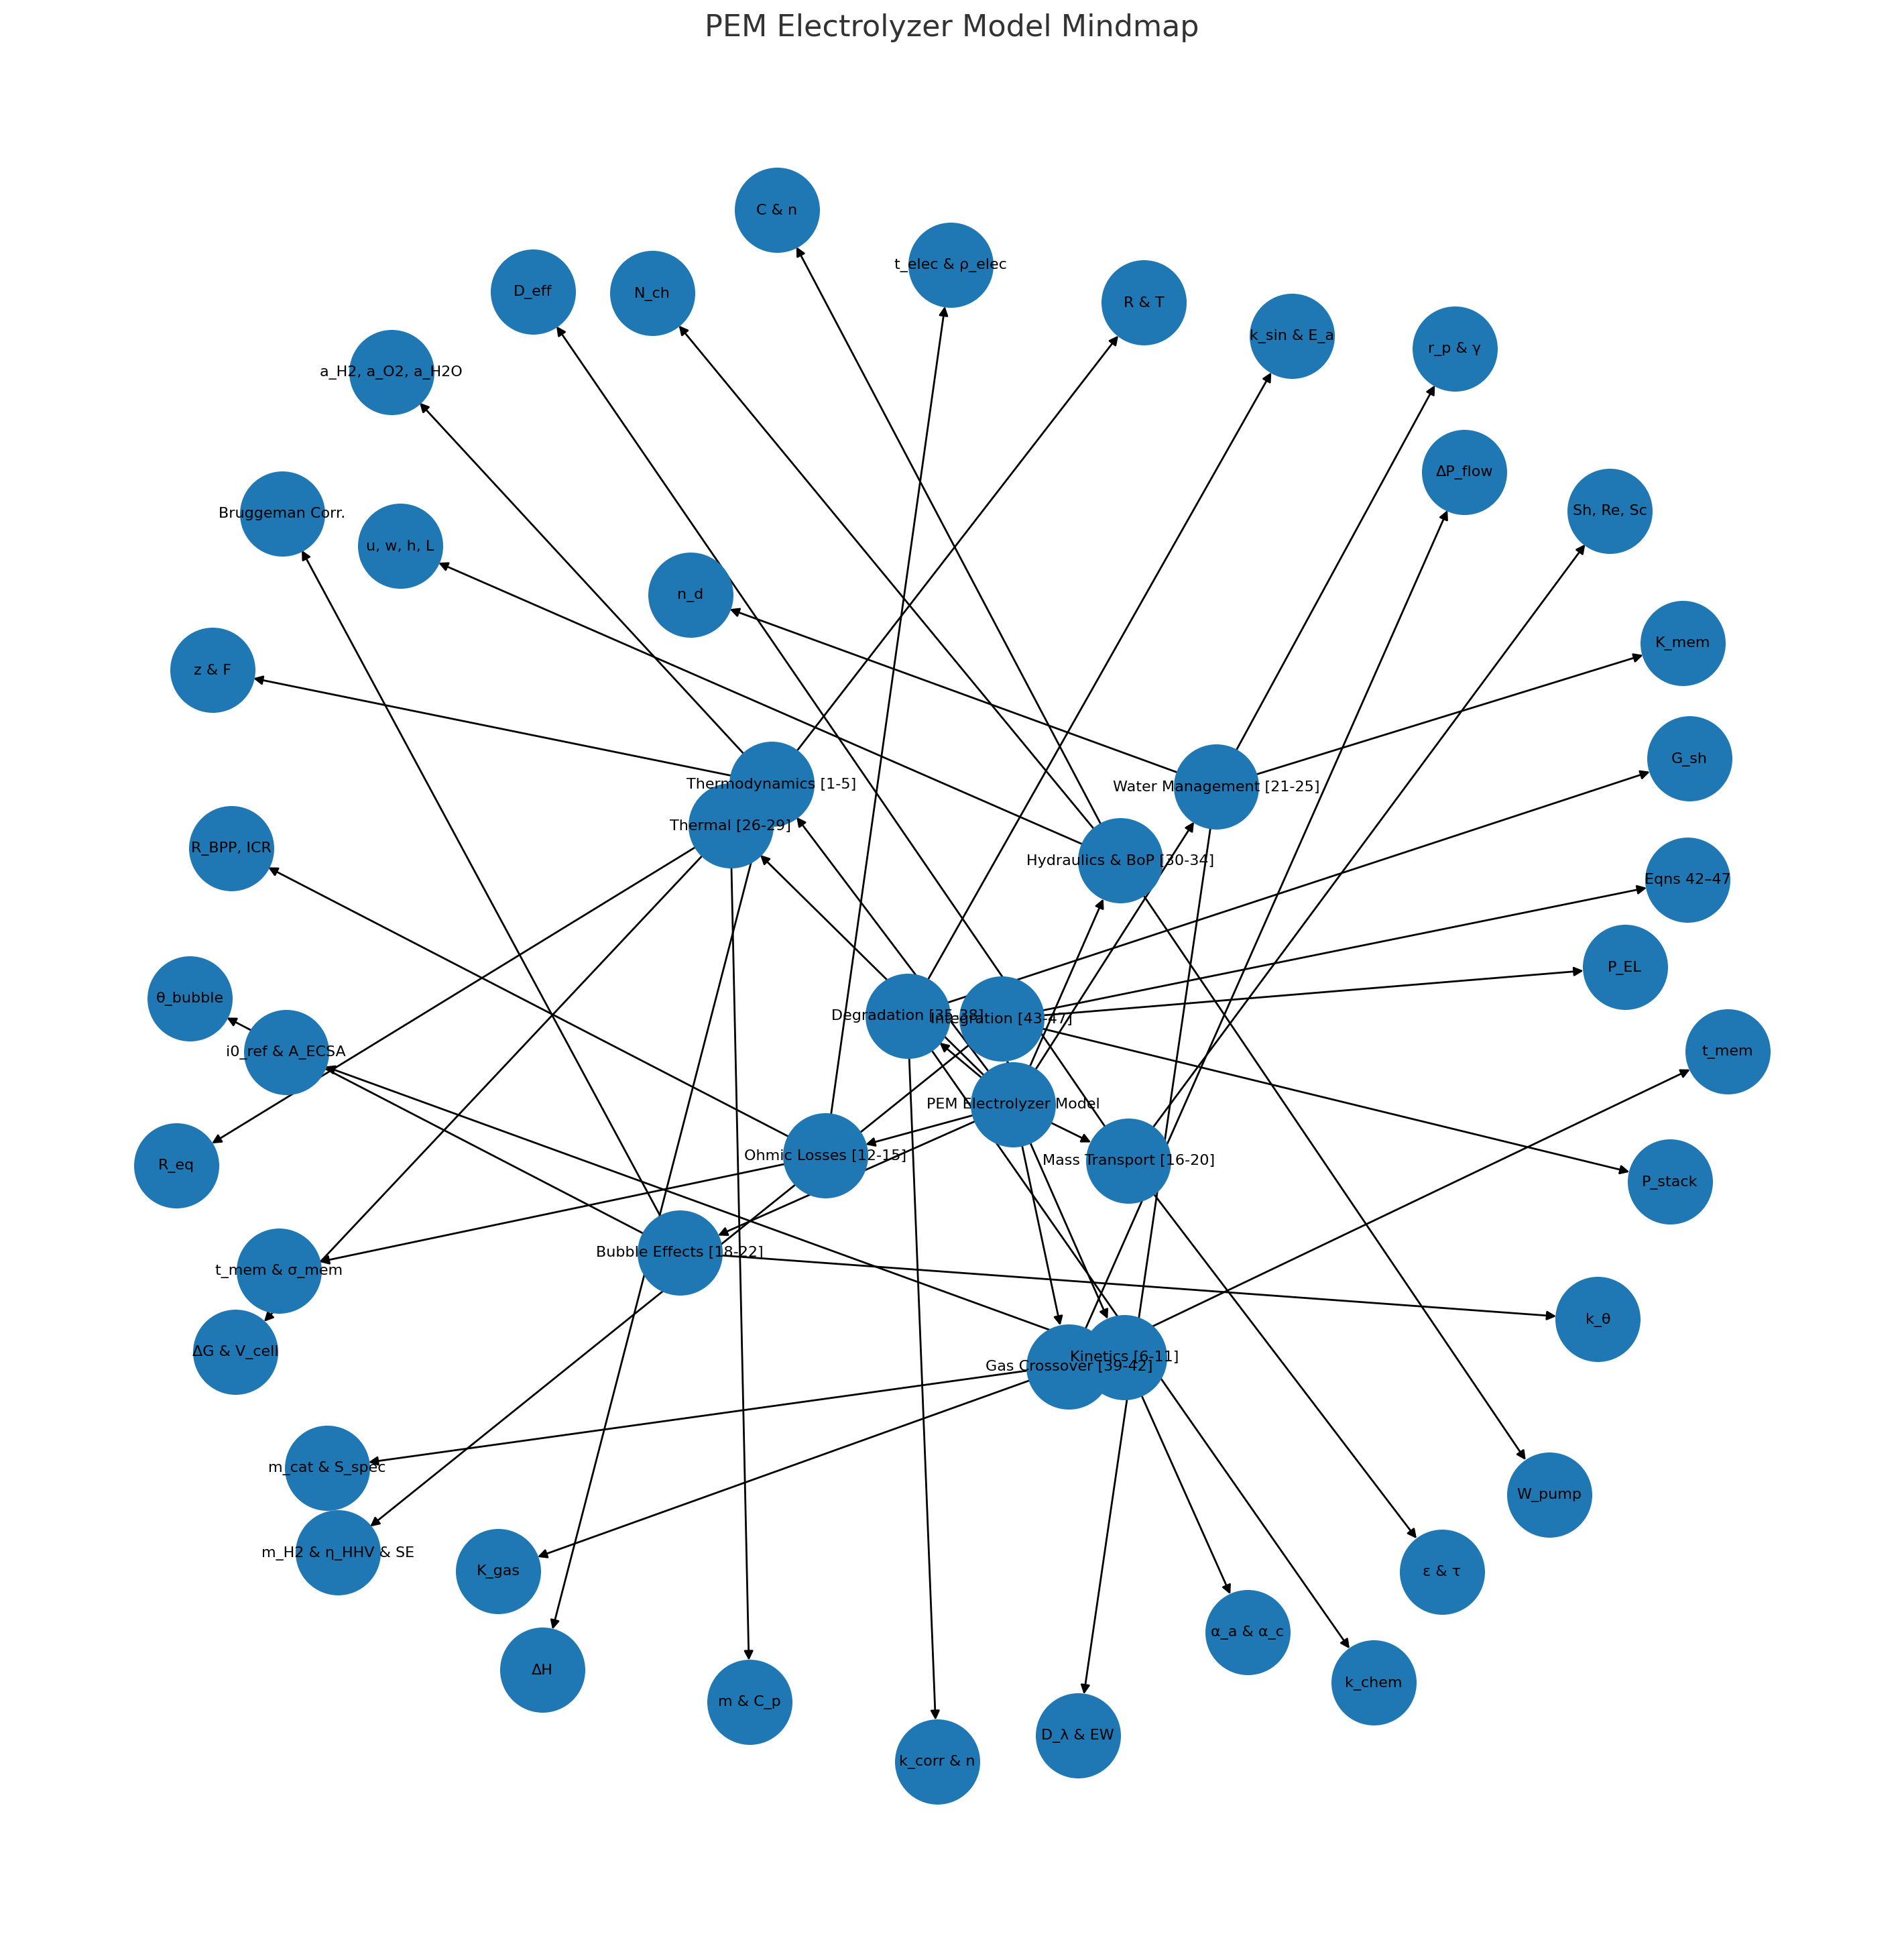 PEM Electrolyzer Model Mindmap
C & n
t_elec & ρ_elec
D_eff
N_ch
R & T
k_sin & E_a
r_p & γ
a_H2, a_O2, a_H2O
ΔP_flow
Bruggeman Corr.
Sh, Re, Sc
u, w, h, L
n_d
K_mem
z & F
G_sh
Thermodynamics [1-5]
Water Management [21-25]
Thermal [26-29]
R_BPP, ICR
Hydraulics & BoP [30-34]
Eqns 42–47
P_EL
θ_bubble
Degradation [35-38]
Integration [43-47]
i0_ref & A_ECSA
t_mem
PEM Electrolyzer Model
Ohmic Losses [12-15]
Mass Transport [16-20]
R_eq
P_stack
Bubble Effects [18-22]
t_mem & σ_mem
k_θ
ΔG & V_cell
Kinetics [6-11]
Gas Crossover [39-42]
m_cat & S_spec
W_pump
m_H2 & η_HHV & SE
K_gas
ε & τ
α_a & α_c
ΔH
k_chem
m & C_p
D_λ & EW
k_corr & n